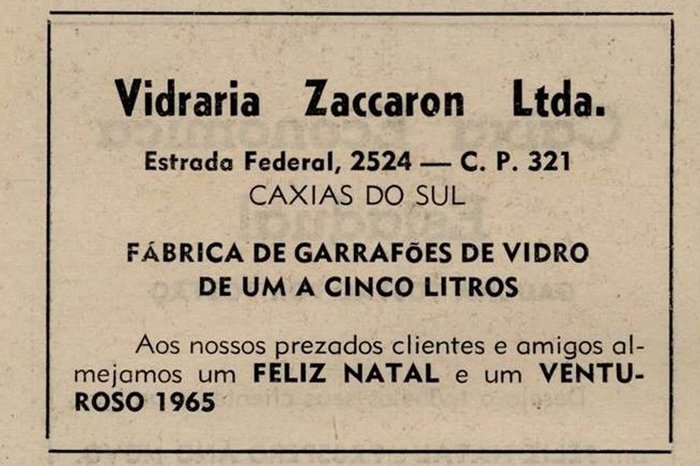 Vidraria Zaccaron Ltda.
Estrada Federal, 2524 — C. P. 321
CAXIAS DO SUL
FÁBRICA DE GARRAFÕES DE VIDRO
DE UM A CINCO LITROS
Aos nossos prezados clientes e amigos al-
mejamos um FELIZ NATAL e um VENTU-
ROSO 1965